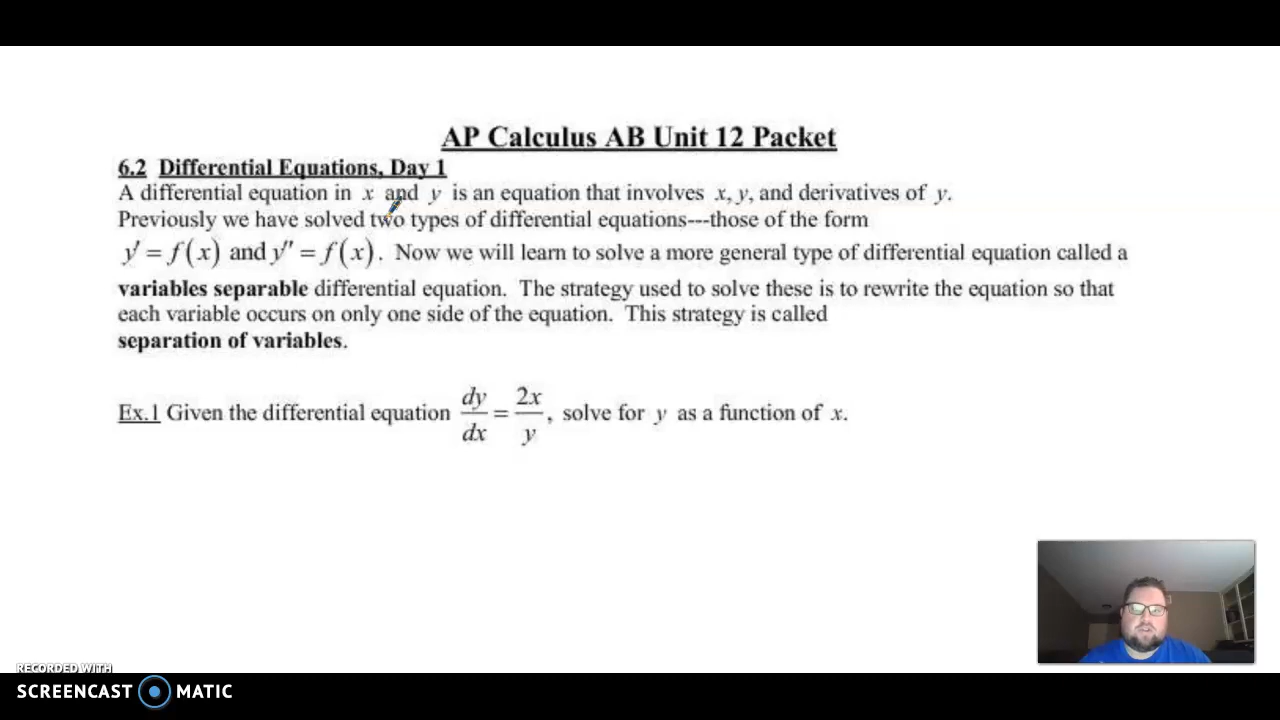 AP Calculus AB Unit 12 Packet
6.2 Differential Equations, Day 1
A differential equation in x and y is an equation that involves x, y, and derivatives of y.
Previously we have solved two types of differential equations---those of the form
y′ = f(x) and y″ = f(x). Now we will learn to solve a more general type of differential equation called a
variables separable differential equation. The strategy used to solve these is to rewrite the equation so that
each variable occurs on only one side of the equation. This strategy is called
separation of variables.
Ex.1 Given the differential equation dy/dx = 2x/y, solve for y as a function of x.
RECORDED WITH
SCREENCAST MATIC